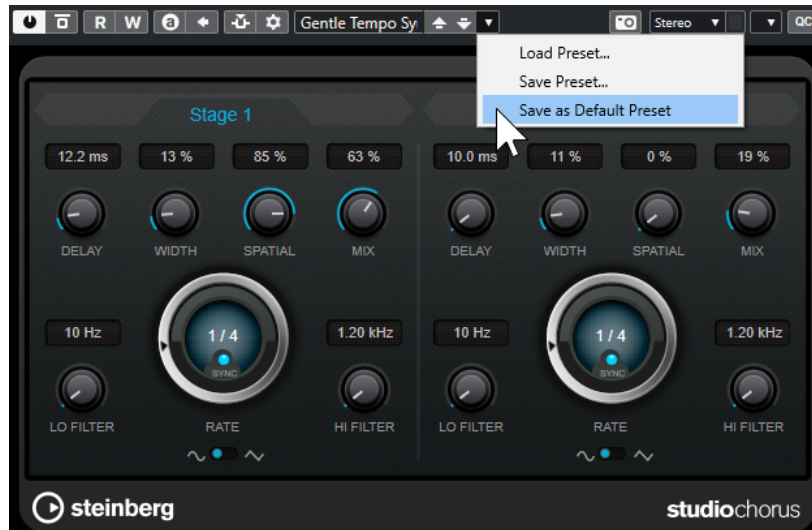 R W a Gentle Tempo Sy Stereo QC
Load Preset...
Save Preset...
Save as Default Preset
Stage 1
12.2 ms 13 % 85 % 63 % 10.0 ms 11 % 0 % 19 %
DELAY WIDTH SPATIAL MIX DELAY WIDTH SPATIAL MIX
10 Hz 1 / 4 1.20 kHz 10 Hz 1 / 4 1.20 kHz
SYNC SYNC
LO FILTER RATE HI FILTER LO FILTER RATE HI FILTER
steinberg studiochorus